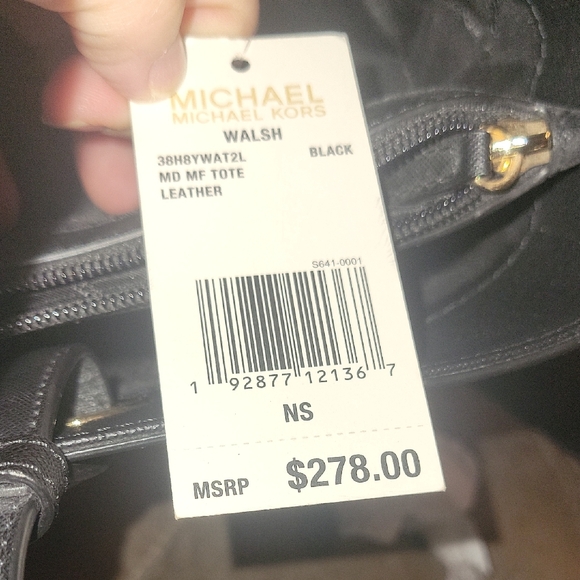 MICHAEL
MICHAEL KORS
WALSH
38H8YWAT2L BLACK
MD MF TOTE
LEATHER
S641-0001
1 92877 12136 7
NS
MSRP $278.00